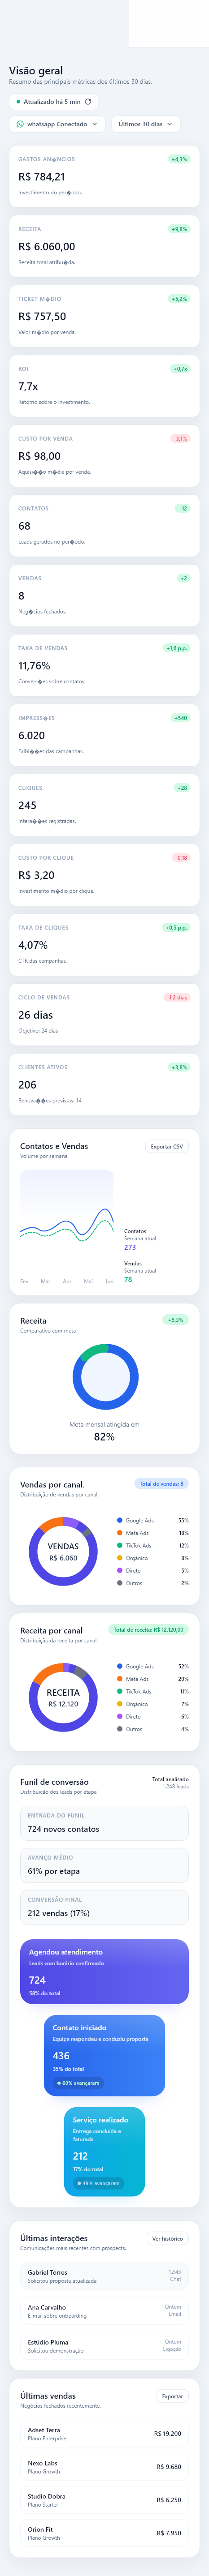 Visão geral
Resumo das principais métricas dos últimos 30 dias.
Atualizado há 5 min
whatsapp Conectado
Últimos 30 dias
GASTOS AN�NCIOS
+4,3%
R$ 784,21
Investimento do per�odo.
RECEITA
+9,8%
R$ 6.060,00
Receita total atribu�da.
TICKET M�DIO
+5,2%
R$ 757,50
Valor m�dio por venda.
ROI
+0,7x
7,7x
Retorno sobre o investimento.
CUSTO POR VENDA
-3,1%
R$ 98,00
Aquisi��o m�dia por venda.
CONTATOS
+12
68
Leads gerados no per�odo.
VENDAS
+2
8
Neg�cios fechados.
TAXA DE VENDAS
+1,6 p.p.
11,76%
Convers�o sobre contatos.
IMPRESS�ES
+540
6.020
Exibi��es das campanhas.
CLIQUES
+28
245
Intera��es registradas.
CUSTO POR CLIQUE
-0,18
R$ 3,20
Investimento m�dio por clique.
TAXA DE CLIQUES
+0,5 p.p.
4,07%
CTR das campanhas.
CICLO DE VENDAS
-1,2 dias
26 dias
Objetivo: 24 dias
CLIENTES ATIVOS
+3,8%
206
Renova��es previstas: 14
Contatos e Vendas
Volume por semana
Exportar CSV
Contatos
Semana atual
273
Vendas
Semana atual
78
Fev Mar Abr Mai Jun
Receita
Comparativo com meta
+5,3%
Meta mensal atingida em
82%
Vendas por canal.
Distribuição de vendas por canal.
Total de vendas: 8
VENDAS
R$ 6.060
Google Ads 55%
Meta Ads 18%
TikTok Ads 12%
Orgânico 8%
Direto 5%
Outros 2%
Receita por canal
Distribuição da receita por canal.
Total de receita: R$ 12.120,00
RECEITA
R$ 12.120
Google Ads 52%
Meta Ads 20%
TikTok Ads 11%
Orgânico 7%
Direto 6%
Outros 4%
Funil de conversão
Distribuição dos leads por etapa
Total analisado
1.248 leads
ENTRADA DO FUNIL
724 novos contatos
AVANÇO MÉDIO
61% por etapa
CONVERSÃO FINAL
212 vendas (17%)
Agendou atendimento
Leads com horário confirmado
724
58% do total
Contato iniciado
Equipe respondeu e conduziu proposta
436
35% do total
60% avançaram
Serviço realizado
Entrega concluída e
faturada
212
17% do total
49% avançaram
Últimas interações
Comunicações mais recentes com prospects.
Ver histórico
Gabriel Torres
Solicitou proposta atualizada
12:45
Chat
Ana Carvalho
E-mail sobre onboarding
Ontem
Email
Estúdio Pluma
Solicitou demonstração
Ontem
Ligação
Últimas vendas
Negócios fechados recentemente.
Exportar
Adset Terra
Plano Enterprise
R$ 19.200
Nexo Labs
Plano Growth
R$ 9.680
Studio Dobra
Plano Starter
R$ 6.250
Orion Fit
Plano Growth
R$ 7.950